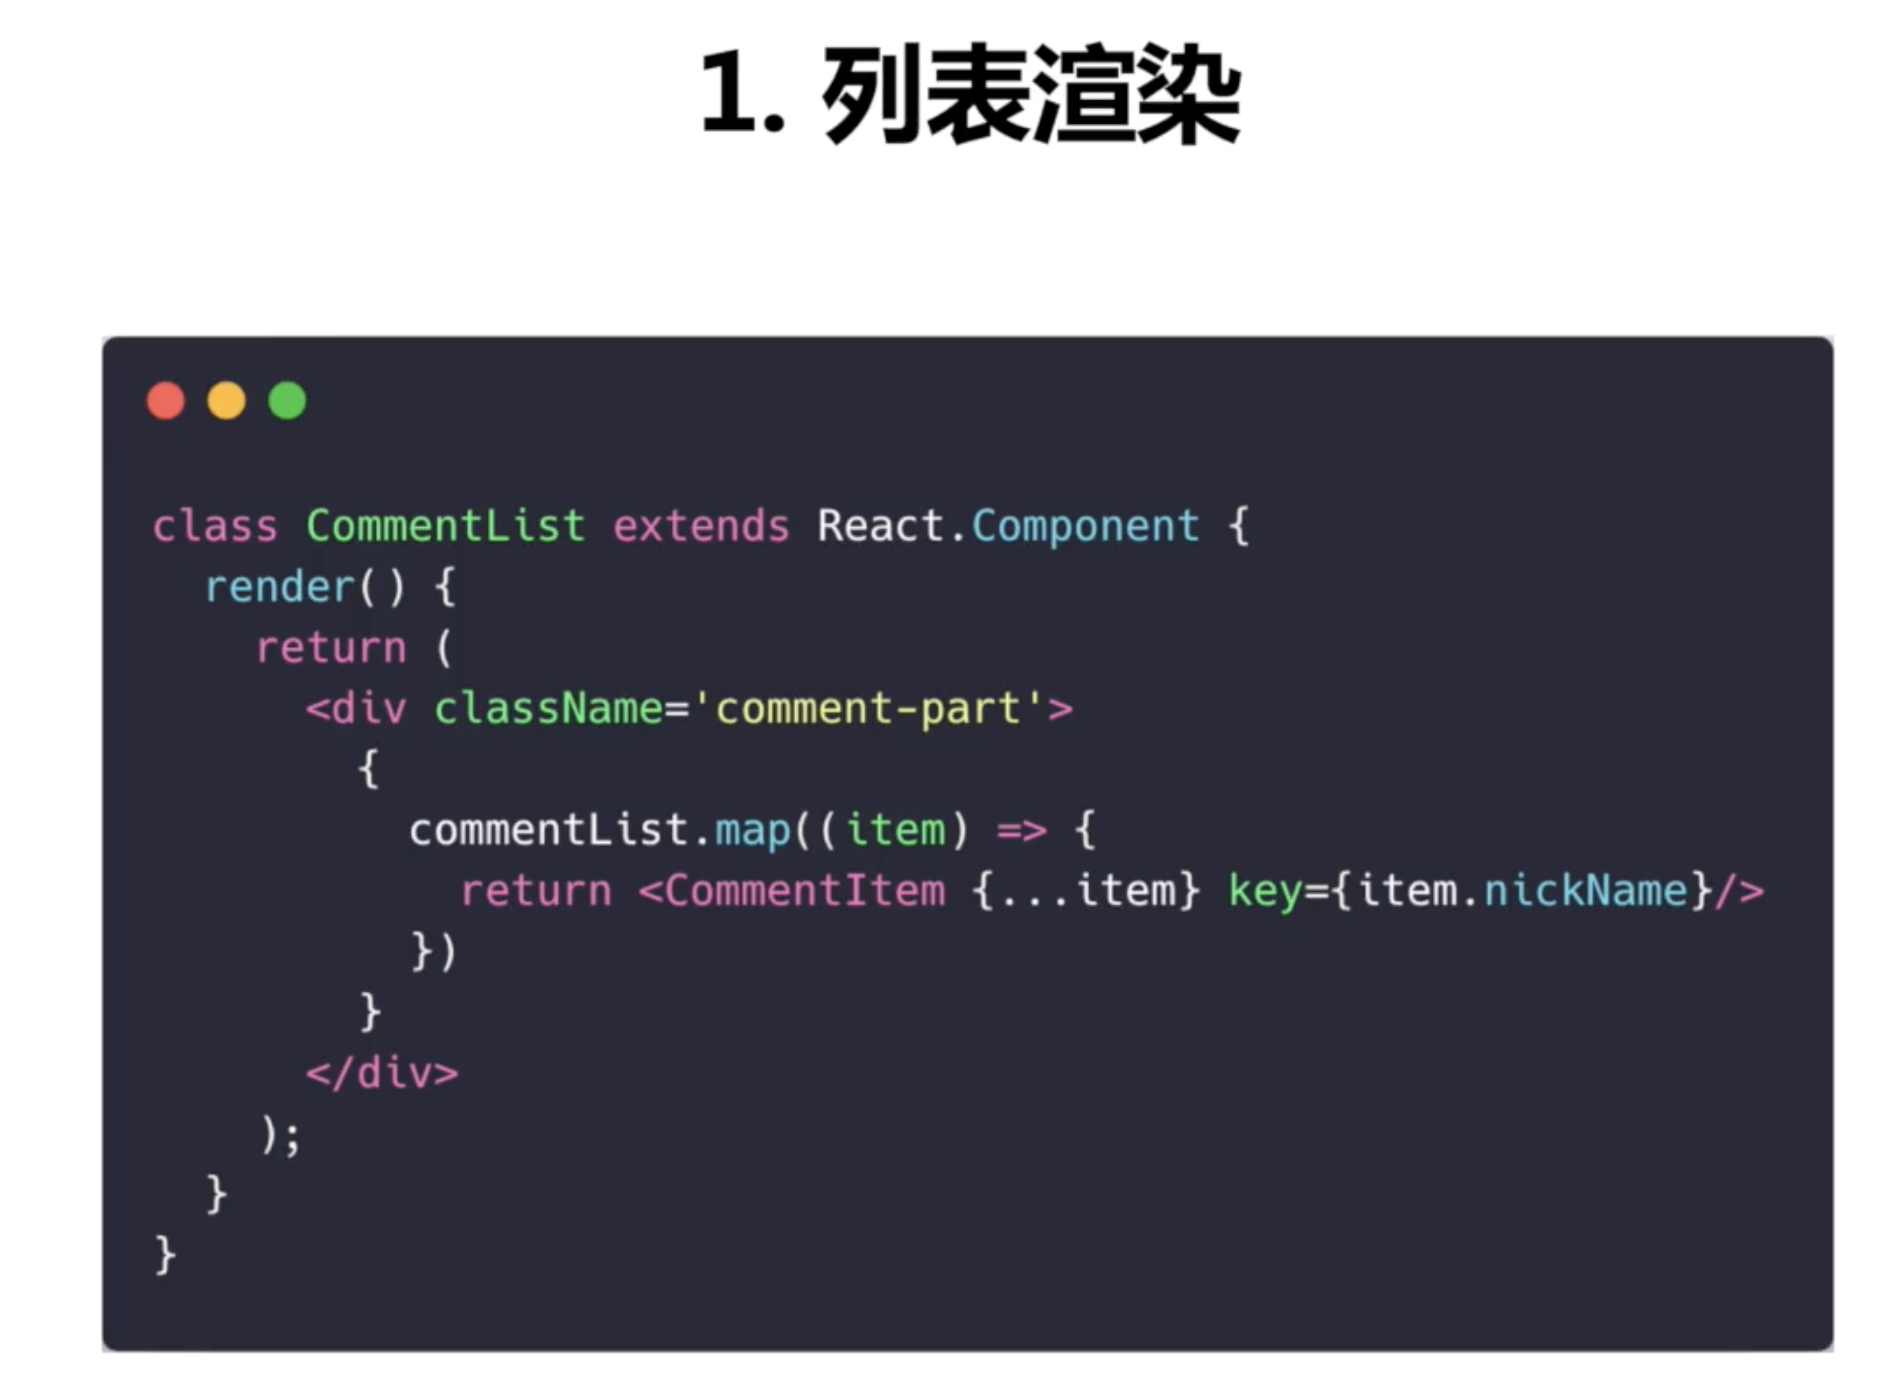 1. 列表渲染
class CommentList extends React.Component {
  render() {
    return (
      <div className='comment-part'>
        {
          commentList.map((item) => {
            return <CommentItem {...item} key={item.nickName}/>
          })
        }
      </div>
    );
  }
}